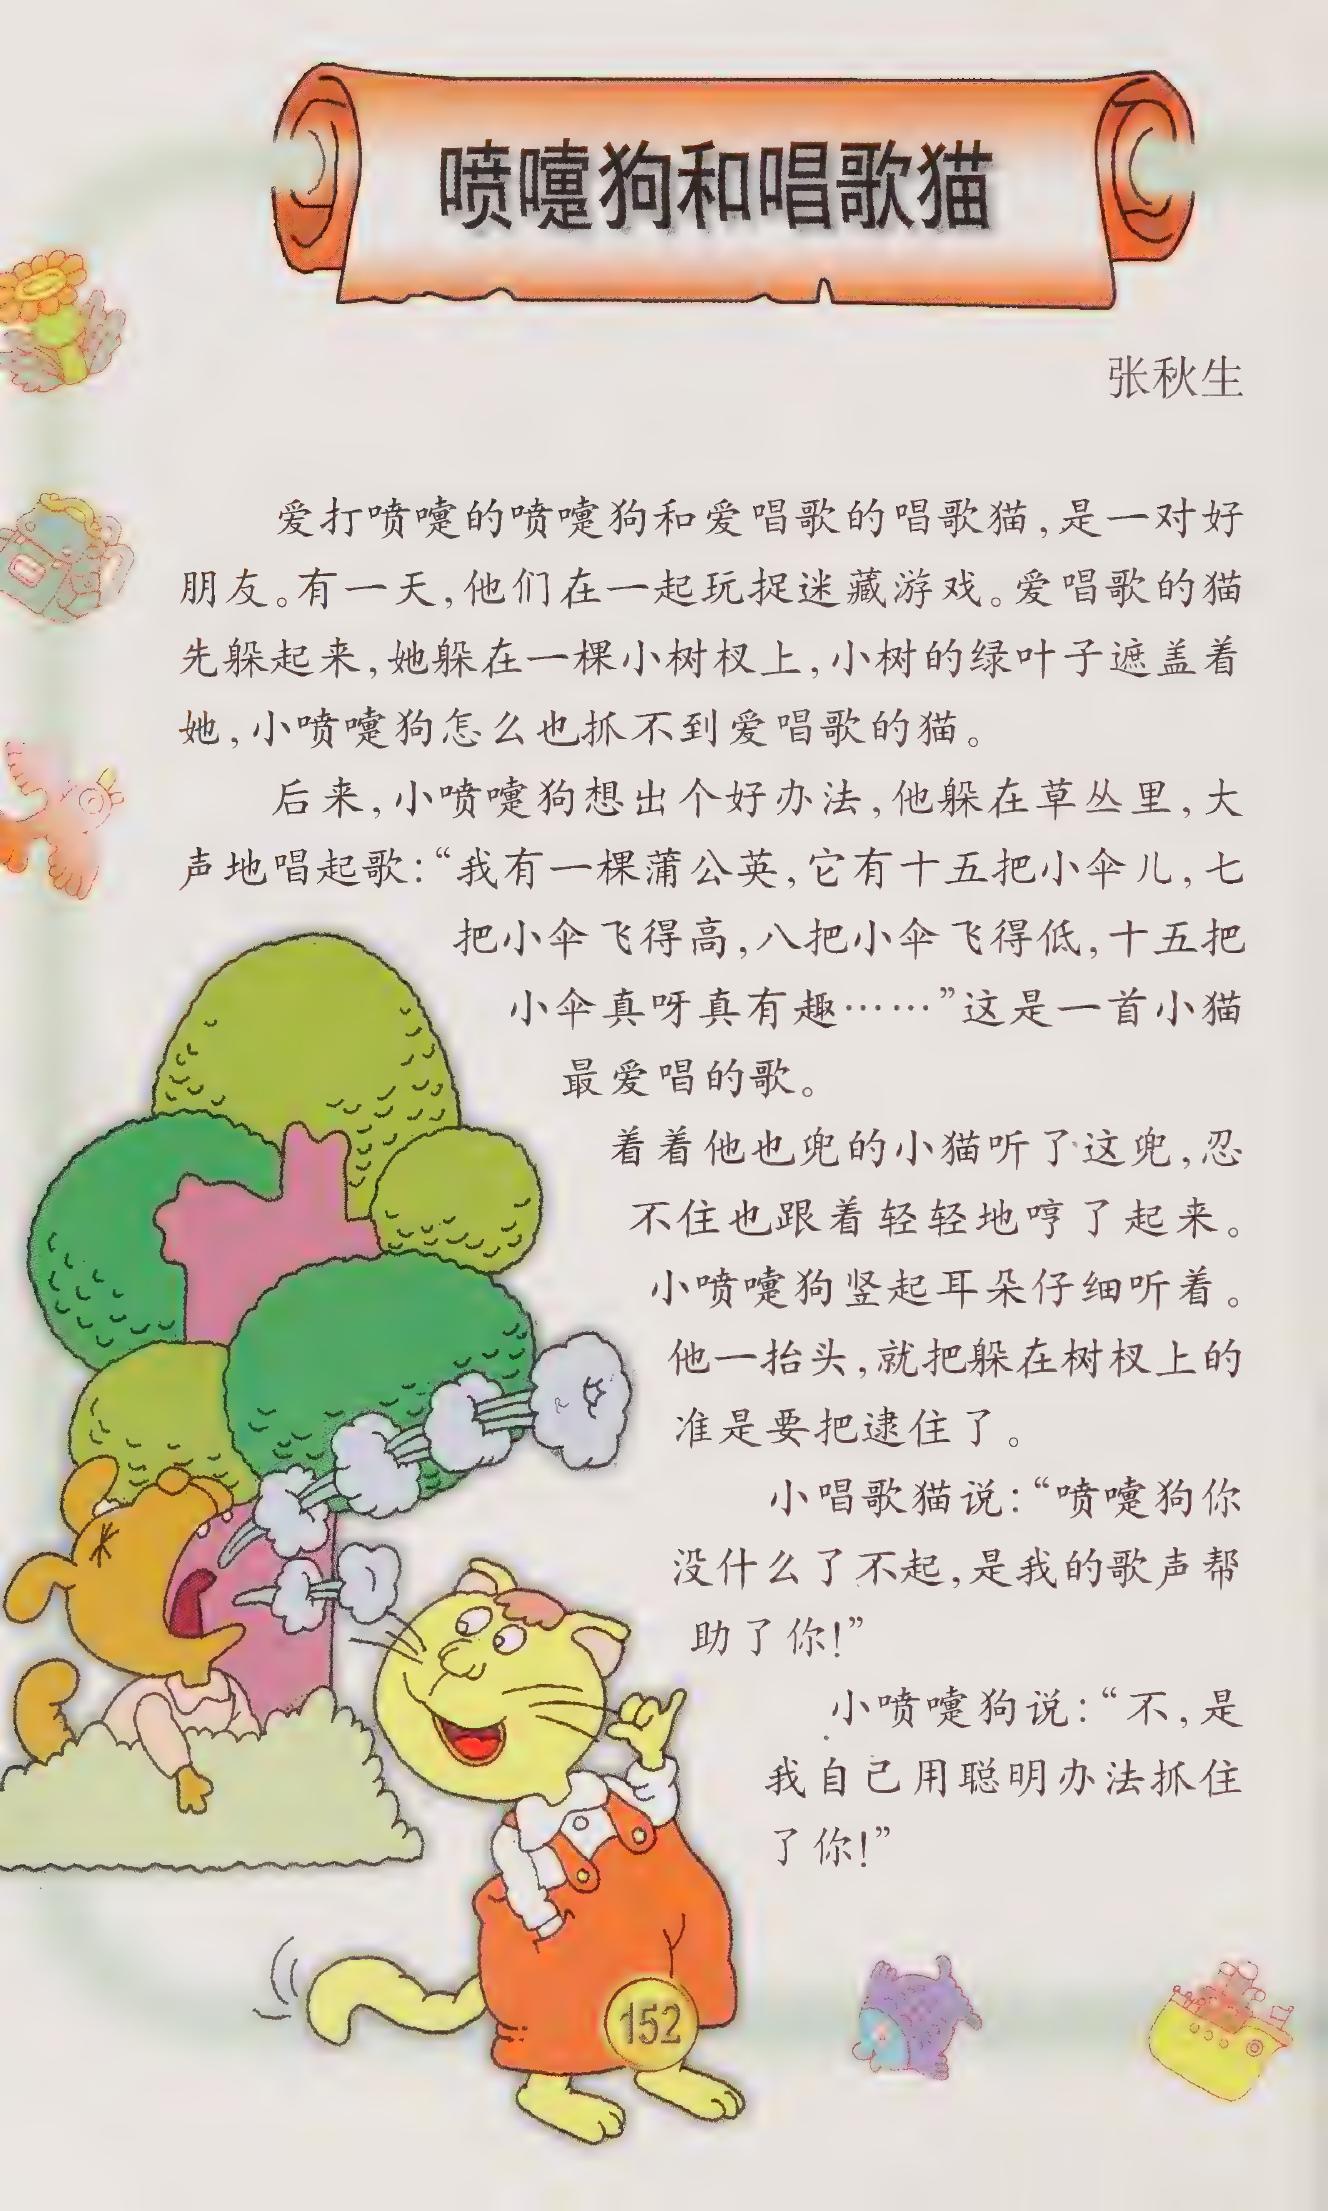 喷嚏狗和唱歌猫
张秋生
爱打喷嚏的喷嚏狗和爱唱歌的唱歌猫,是一对好
朋友。有一天,他们在一起玩捉迷藏游戏。爱唱歌的猫
先躲起来,她躲在一棵小树杈上,小树的绿叶子遮盖着
她,小喷嚏狗怎么也抓不到爱唱歌的猫。
后来,小喷嚏狗想出个好办法,他躲在草丛里,大
声地唱起歌:“我有一棵蒲公英,它有十五把小伞儿,七
把小伞飞得高,八把小伞飞得低,十五把
小伞真呀真有趣……”这是一首小猫
最爱唱的歌。
着着他也兜的小猫听了这兜,忍
不住也跟着轻轻地哼了起来。
小喷嚏狗竖起耳朵仔细听着。
他一抬头,就把躲在树杈上的
准是要把逮住了。
小唱歌猫说:“喷嚏狗你
没什么了不起,是我的歌声帮
助了你!”
小喷嚏狗说:“不,是
我自己用聪明办法抓住
了你!”
152